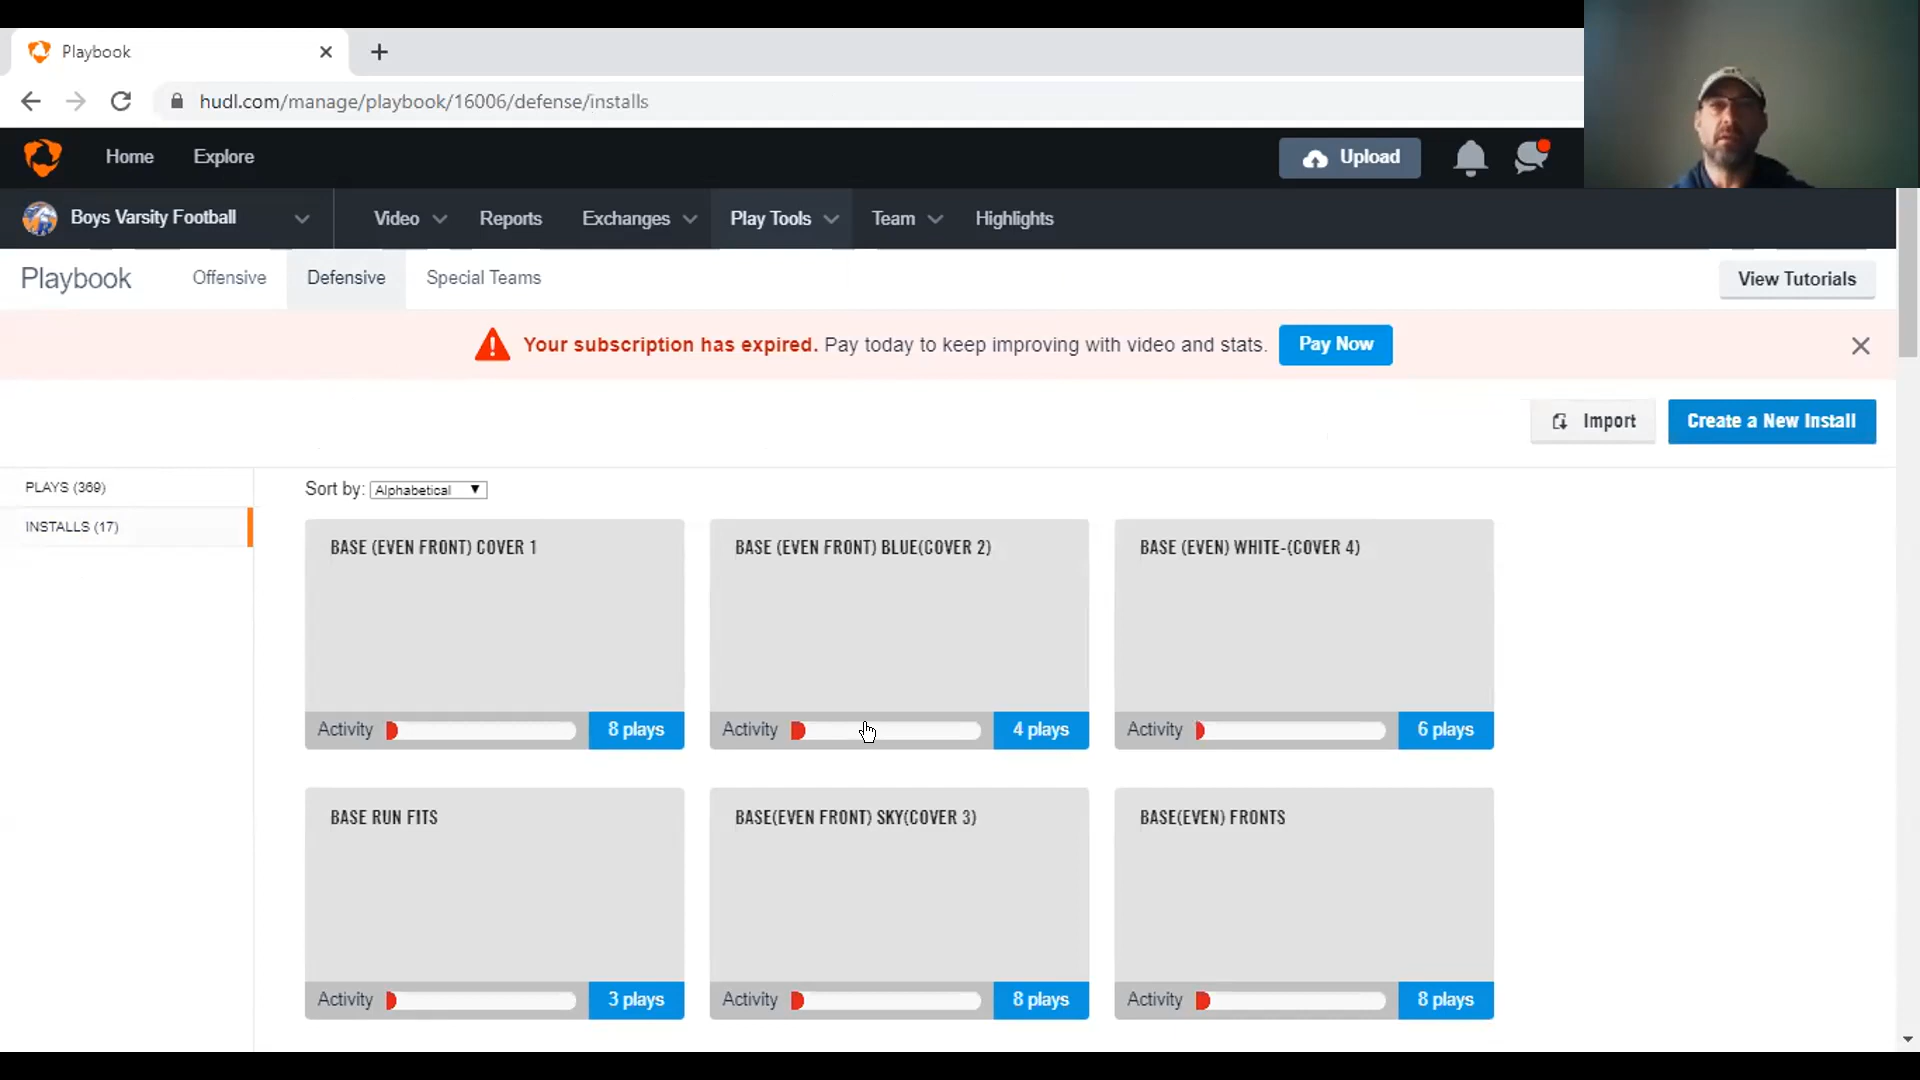 Playbook
hudl.com/manage/playbook/16006/defense/installs
Home Explore Upload
Boys Varsity Football Video Reports Exchanges Play Tools Team Highlights
Playbook Offensive Defensive Special Teams View Tutorials
Your subscription has expired. Pay today to keep improving with video and stats. Pay Now
Import Create a New Install
PLAYS (369)
INSTALLS (17)
Sort by: Alphabetical
BASE (EVEN FRONT) COVER 1
Activity 8 plays
BASE (EVEN FRONT) BLUE(COVER 2)
Activity 4 plays
BASE (EVEN) WHITE-(COVER 4)
Activity 6 plays
BASE RUN FITS
Activity 3 plays
BASE(EVEN FRONT) SKY(COVER 3)
Activity 8 plays
BASE(EVEN) FRONTS
Activity 8 plays